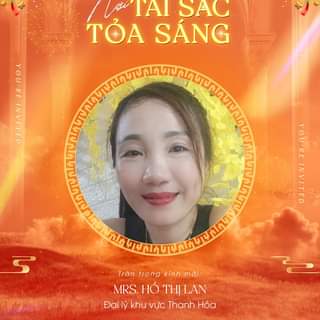 Nơi
TÀI SẮC
TỎA SÁNG
YOU'RE INVITED
YOU'RE INVITED
Trân trọng kính mời
MRS. HỒ THỊ LAN
Đại lý khu vực Thanh Hóa